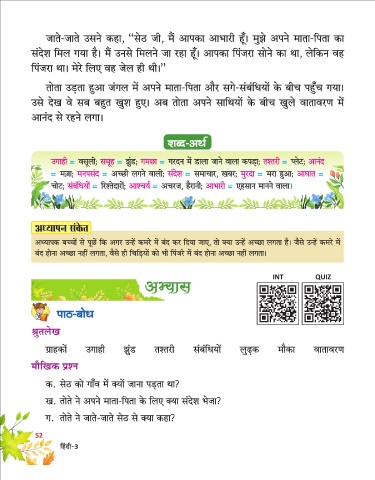 जाते-जाते उसने कहा, “सेठ जी, मैं आपका आभारी हूँ। मुझे अपने माता-पिता का
संदेश मिल गया है। मैं उनसे मिलने जा रहा हूँ। आपका पिंजरा सोने का था, लेकिन वह
पिंजरा था। मेरे लिए वह जेल ही थी।”
तोता उड़ता हुआ जंगल में अपने माता-पिता और सगे-संबंधियों के बीच पहुँच गया।
उसे देख वे सब बहुत खुश हुए। अब तोता अपने साथियों के बीच खुले वातावरण में
आनंद से रहने लगा।
शब्द-अर्थ
उगाही = वसूली; समूह = झुंड; गमछा = गरदन में डाला जाने वाला कपड़ा; तश्तरी = प्लेट; आनंद
= मज़ा; मनपसंद = अच्छी लगने वाली; संदेश = समाचार, खबर; मुरदा = मरा हुआ; आघात =
चोट; संबंधियों = रिश्तेदारों; आश्चर्य = अचरज, हैरानी; आभारी = एहसान मानने वाला।
अध्यापन संकेत
अध्यापक बच्चों से पूछें कि अगर उन्हें कमरे में बंद कर दिया जाए, तो क्या उन्हें अच्छा लगता है। जैसे उन्हें कमरे में
बंद होना अच्छा नहीं लगता, वैसे ही चिड़ियों को भी पिंजरे में बंद होना अच्छा नहीं लगता।
INT QUIZ
अभ्यास
पाठ-बोध
श्रुतलेख
ग्राहकों उगाही झुंड तश्तरी संबंधियों लुढ़क मौका वातावरण
मौखिक प्रश्न
क. सेठ को गाँव में क्यों जाना पड़ता था?
ख. तोते ने अपने माता-पिता के लिए क्या संदेश भेजा?
ग. तोते ने जाते-जाते सेठ से क्या कहा?
52
हिंदी-3